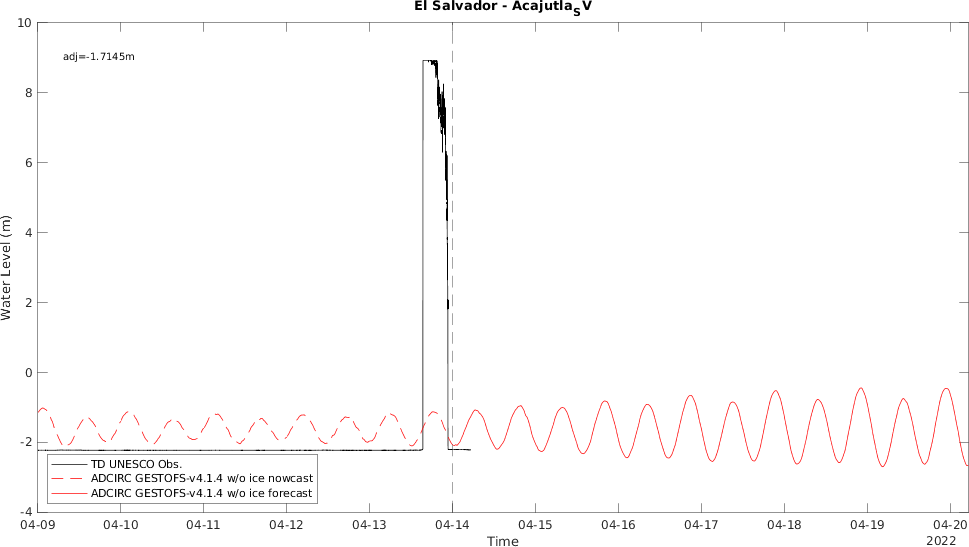 El Salvador - AcajutlaSV
adj=-1.7145m
10
8
6
4
2
0
-2
-4
Water Level (m)
TD UNESCO Obs.
ADCIRC GESTOFS-v4.1.4 w/o ice nowcast
ADCIRC GESTOFS-v4.1.4 w/o ice forecast
04-09 04-10 04-11 04-12 04-13 04-14 04-15 04-16 04-17 04-18 04-19 04-20
Time
2022